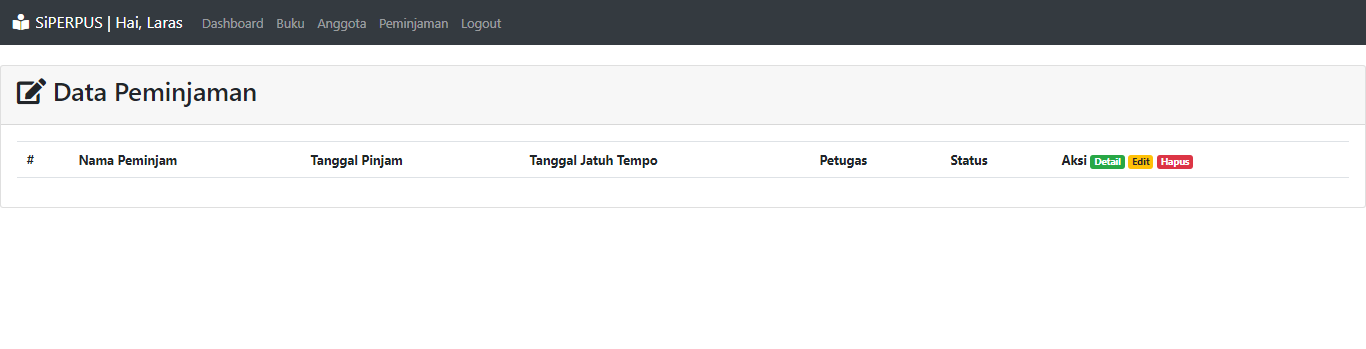 SiPERPUS | Hai, Laras Dashboard Buku Anggota Peminjaman Logout
Data Peminjaman
# Nama Peminjam Tanggal Pinjam Tanggal Jatuh Tempo Petugas Status Aksi Detail Edit Hapus